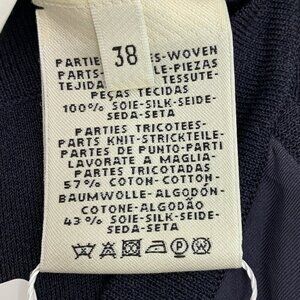 38
PARTIE S-WOVEN
PARTS- LE-PIEZAS
TEJIDA TESSUTE-
PEÇAS TECIDAS
100% SOIE-SILK-SEIDE-
SEDA-SETA
PARTIES TRICOTEES-
PARTS KNIT-STRICKTEILE-
PARTES DE PUNTO-PARTI
LAVORATE A MAGLIA-
PARTES TRICOTADAS
57% COTON-COTTON-
BAUMWOLLE-ALGODÓN-
COTONE-ALGODÃO
43% SOIE-SILK-SEIDE-
SEDA-SETA
P W